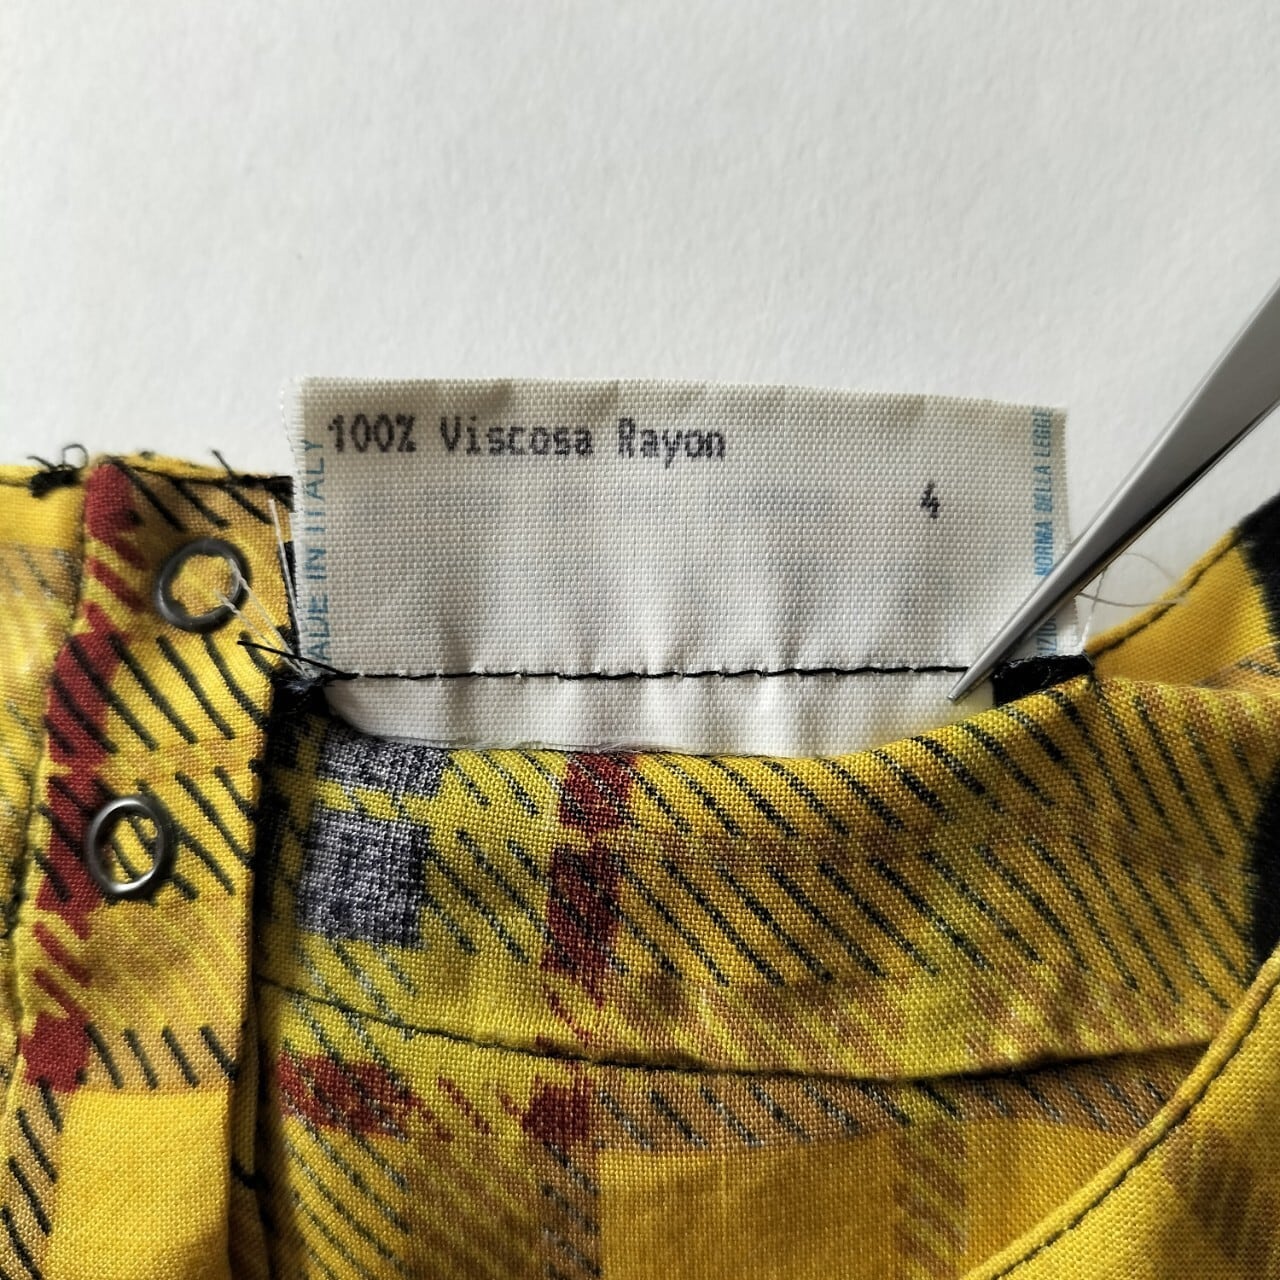 100% Viscosa Rayon
4
ADE IN ITALY
NORMA DELLA LEGGE